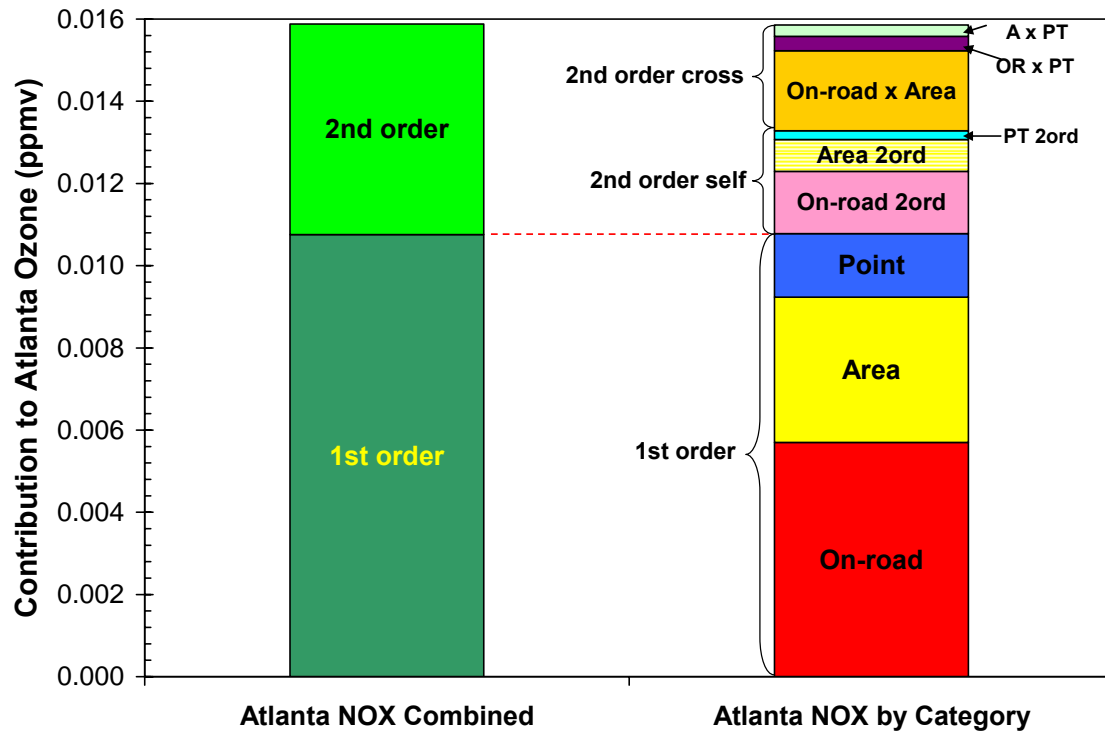 Contribution to Atlanta Ozone (ppmv)
0.016
0.014
0.012
0.010
0.008
0.006
0.004
0.002
0.000
2nd order
1st order
2nd order cross
2nd order self
1st order
A x PT
OR x PT
On-road x Area
PT 2ord
Area 2ord
On-road 2ord
Point
Area
On-road
Atlanta NOX Combined
Atlanta NOX by Category